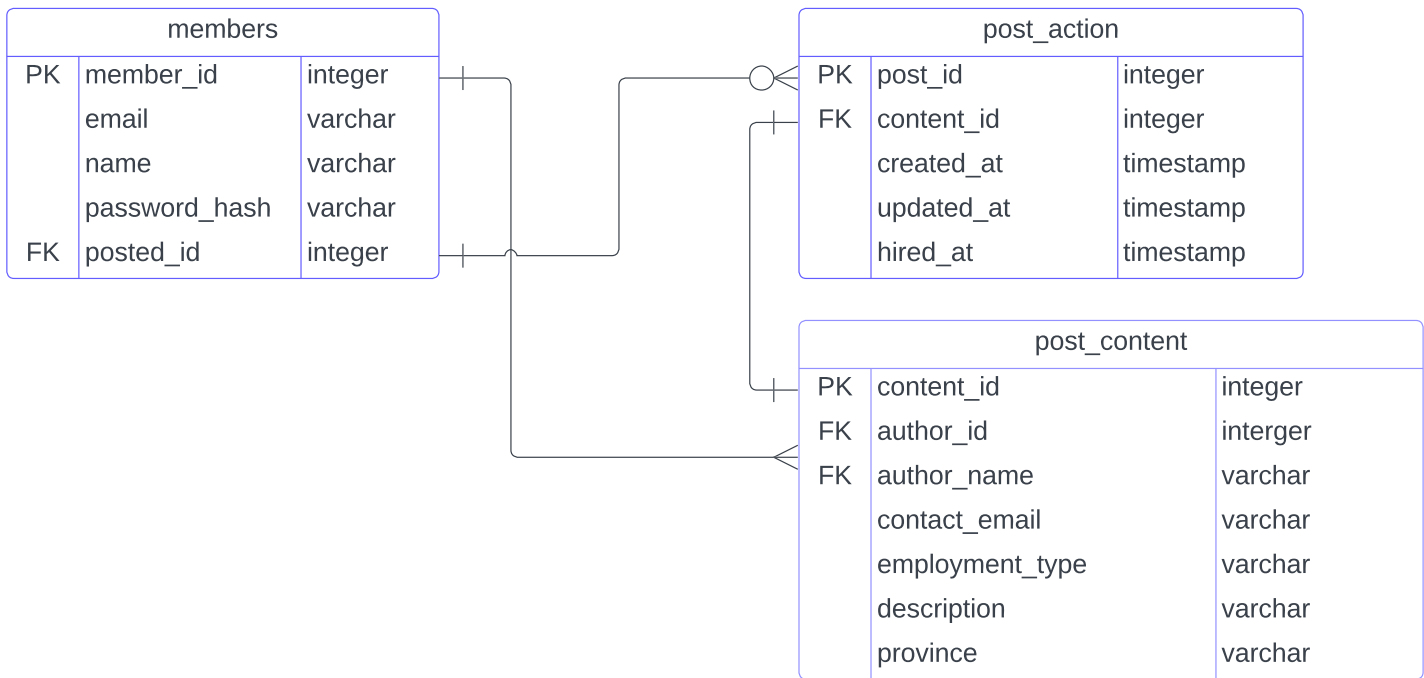 members
PK member_id integer
email varchar
name varchar
password_hash varchar
FK posted_id integer
post_action
PK post_id integer
FK content_id integer
created_at timestamp
updated_at timestamp
hired_at timestamp
post_content
PK content_id integer
FK author_id interger
FK author_name varchar
contact_email varchar
employment_type varchar
description varchar
province varchar